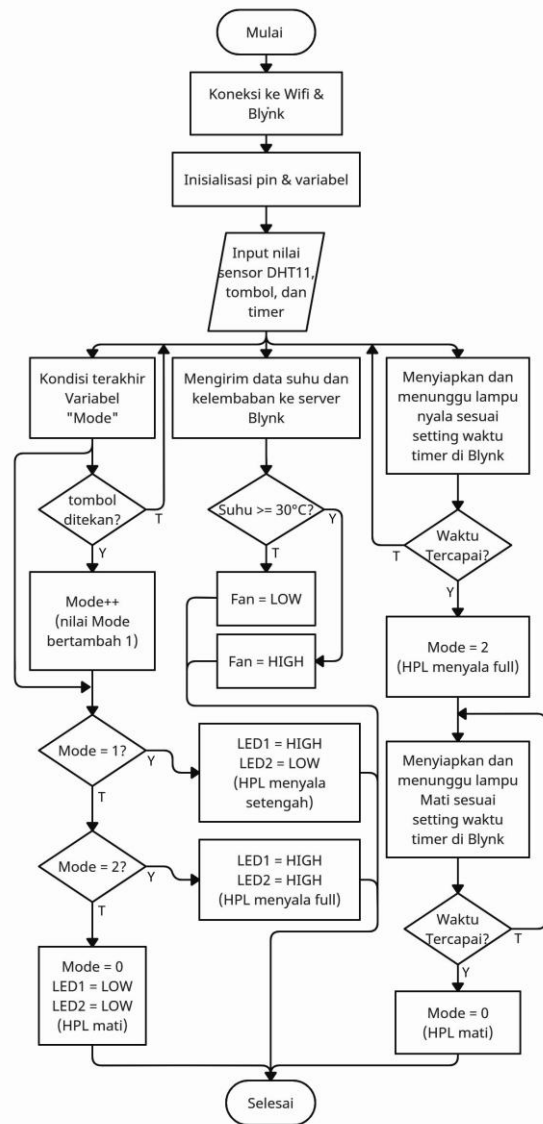 Mulai
Koneksi ke Wifi &
Blynk
Inisialisasi pin & variabel
Input nilai
sensor DHT11,
tombol, dan
timer
Kondisi terakhir
Variabel
"Mode"
tombol
ditekan?
T
Y
Mode++
(nilai Mode
bertambah 1)
Mode = 1?
Y
T
LED1 = HIGH
LED2 = LOW
(HPL menyala
setengah)
Mode = 2?
Y
T
LED1 = HIGH
LED2 = HIGH
(HPL menyala full)
Mode = 0
LED1 = LOW
LED2 = LOW
(HPL mati)
Mengirim data suhu dan
kelembaban ke server
Blynk
Suhu >= 30°C?
Y
T
Fan = LOW
Fan = HIGH
Menyiapkan dan
menunggu lampu
nyala sesuai
setting waktu
timer di Blynk
Waktu
Tercapai?
T
Y
Mode = 2
(HPL menyala full)
Menyiapkan dan
menunggu lampu
Mati sesuai
setting waktu
timer di Blynk
Waktu
Tercapai?
T
Y
Mode = 0
(HPL mati)
Selesai